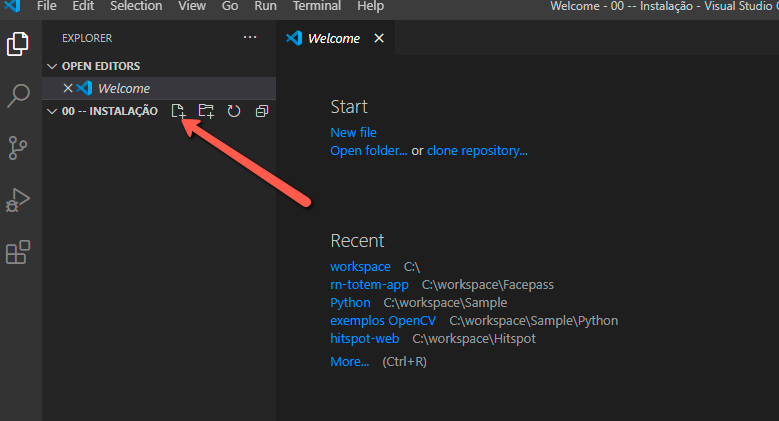 File Edit Selection View Go Run Terminal Help
Welcome - 00 -- Instalação - Visual Studio
EXPLORER
Welcome
OPEN EDITORS
Welcome
00 -- INSTALAÇÃO
Start
New file
Open folder... or clone repository...
Recent
workspace C:\
rn-totem-app C:\workspace\Facepass
Python C:\workspace\Sample
exemplos OpenCV C:\workspace\Sample\Python
hitspot-web C:\workspace\Hitspot
More... (Ctrl+R)